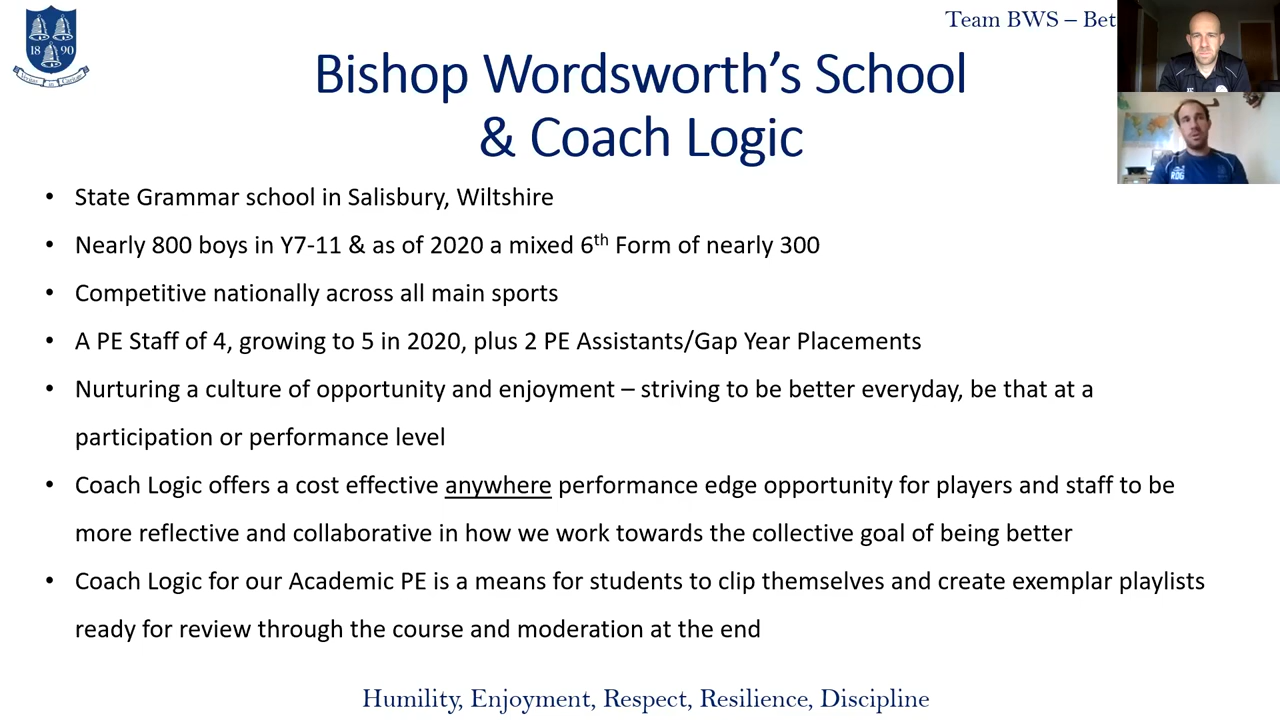 Team BWS – Bet
18 90
Bishop Wordsworth's School
& Coach Logic
ROG
• State Grammar school in Salisbury, Wiltshire
• Nearly 800 boys in Y7-11 & as of 2020 a mixed 6th Form of nearly 300
• Competitive nationally across all main sports
• A PE Staff of 4, growing to 5 in 2020, plus 2 PE Assistants/Gap Year Placements
• Nurturing a culture of opportunity and enjoyment – striving to be better everyday, be that at a
participation or performance level
• Coach Logic offers a cost effective anywhere performance edge opportunity for players and staff to be
more reflective and collaborative in how we work towards the collective goal of being better
• Coach Logic for our Academic PE is a means for students to clip themselves and create exemplar playlists
ready for review through the course and moderation at the end
Humility, Enjoyment, Respect, Resilience, Discipline